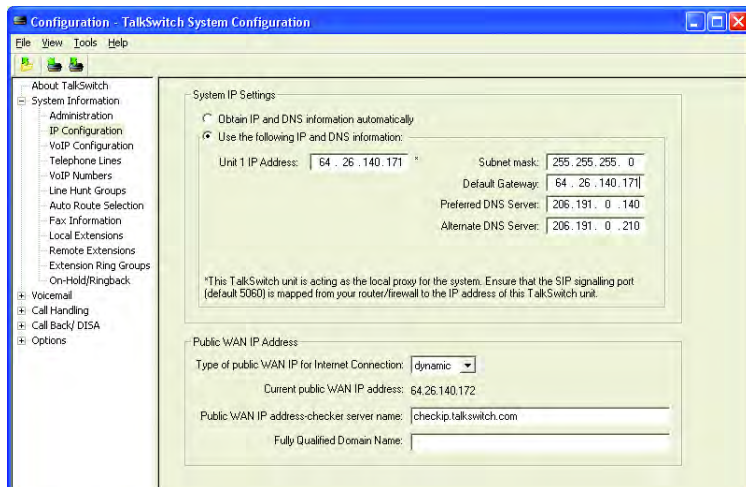 Configuration - TalkSwitch System Configuration
File View Tools Help
About TalkSwitch
System Information
Administration
IP Configuration
VoIP Configuration
Telephone Lines
VoIP Numbers
Line Hunt Groups
Auto Route Selection
Fax Information
Local Extensions
Remote Extensions
Extension Ring Groups
On-Hold/Ringback
Voicemail
Call Handling
Call Back/ DISA
Options
System IP Settings
Obtain IP and DNS information automatically
Use the following IP and DNS information:
Unit 1 IP Address: 64 . 26 . 140 . 171 *
Subnet mask: 255 . 255 . 255 . 0
Default Gateway: 64 . 26 . 140 . 171
Preferred DNS Server: 206 . 191 . 0 . 140
Alternate DNS Server: 206 . 191 . 0 . 210
*This TalkSwitch unit is acting as the local proxy for the system. Ensure that the SIP signalling port
(default 5060) is mapped from your router/firewall to the IP address of this TalkSwitch unit.
Public WAN IP Address
Type of public WAN IP for Internet Connection: dynamic
Current public WAN IP address: 64.26.140.172
Public WAN IP address-checker server name: checkip.talkswitch.com
Fully Qualified Domain Name: